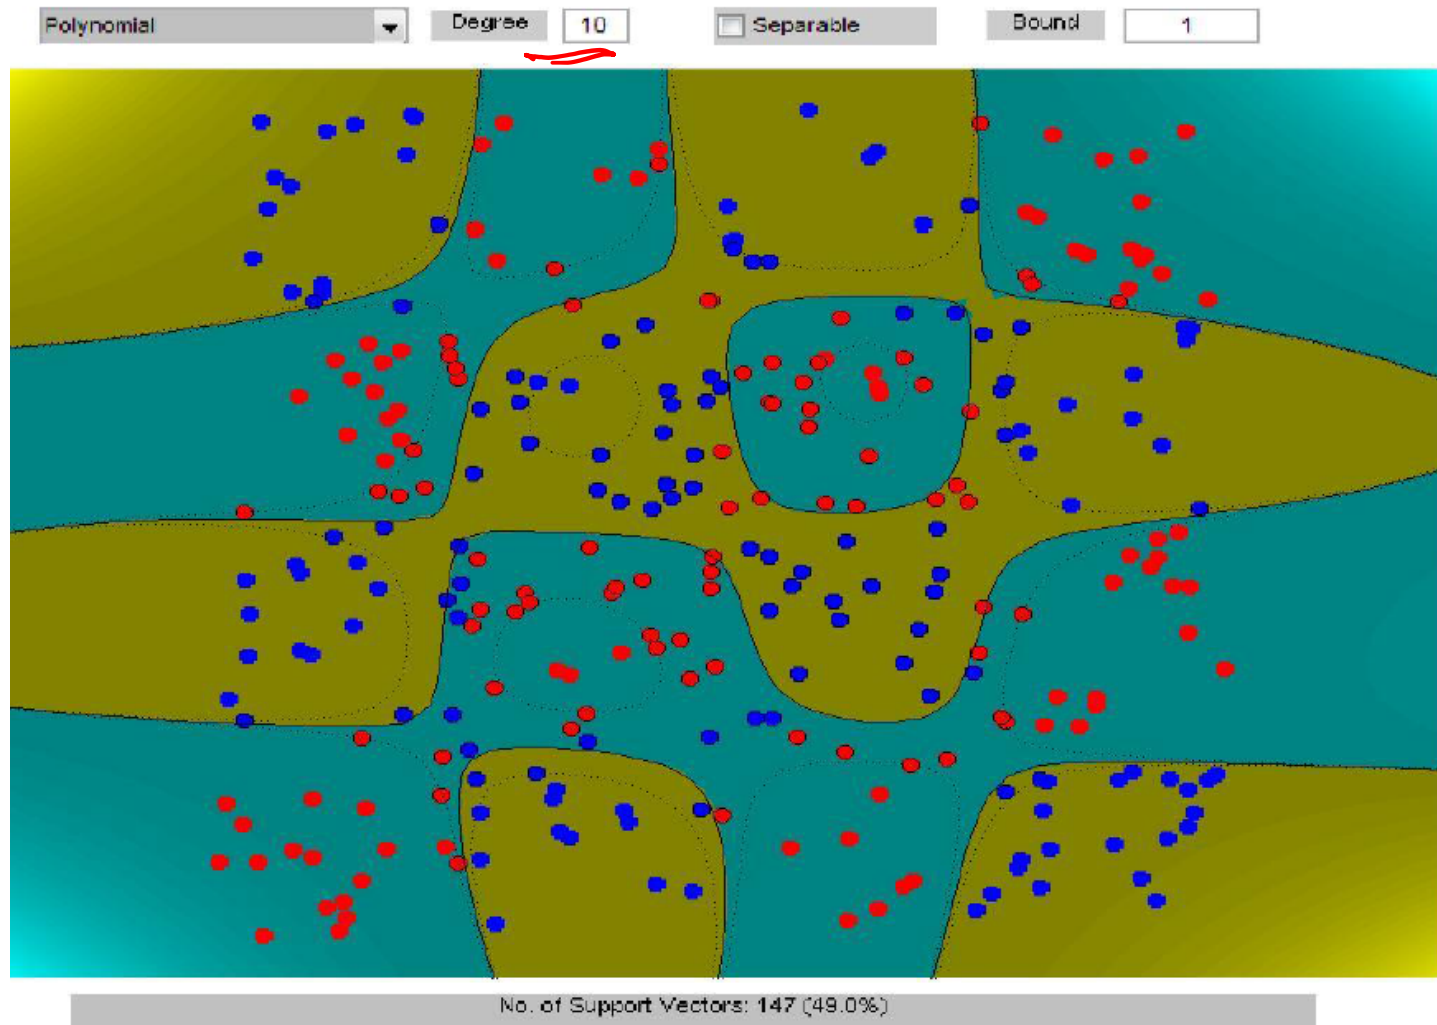 Polynomial Degree 10 Separable Bound 1
No. of Support Vectors: 147 (49.0%)